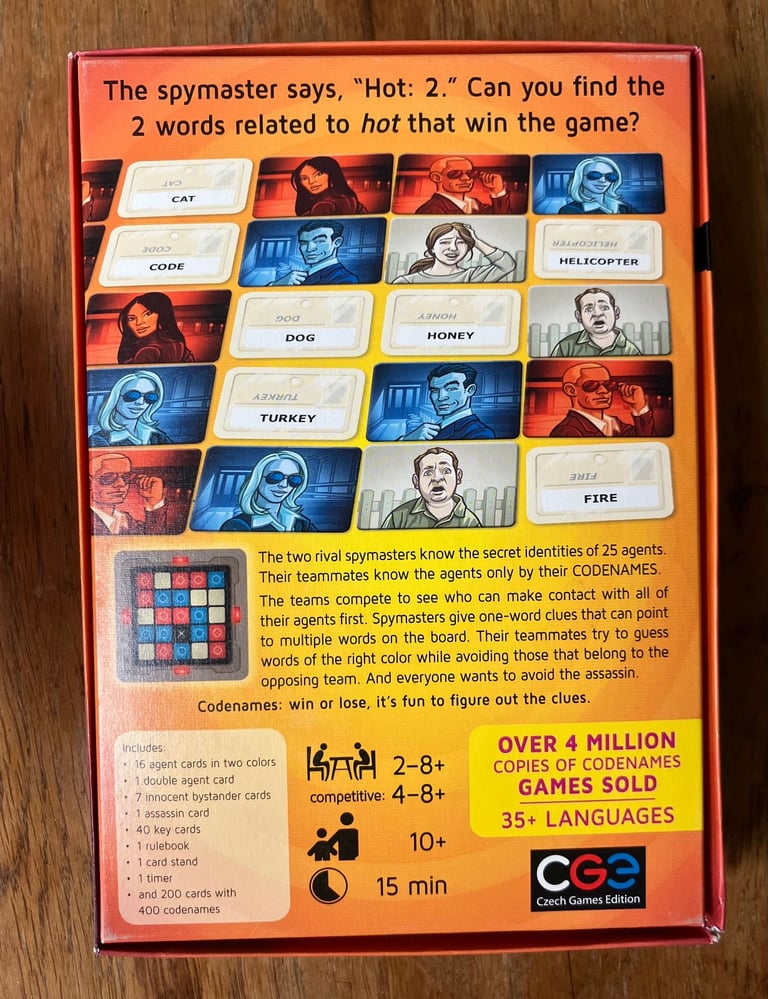 The spymaster says, “Hot: 2.” Can you find the
2 words related to hot that win the game?
CAT
CAT
CODE
CODE
HELICOPTER
HELICOPTER
DOG
DOG
HONEY
HONEY
TURKEY
TURKEY
FIRE
FIRE
The two rival spymasters know the secret identities of 25 agents.
Their teammates know the agents only by their CODENAMES.
The teams compete to see who can make contact with all of
their agents first. Spymasters give one-word clues that can point
to multiple words on the board. Their teammates try to guess
words of the right color while avoiding those that belong to the
opposing team. And everyone wants to avoid the assassin.
Codenames: win or lose, it’s fun to figure out the clues.
Includes:
• 16 agent cards in two colors
• 1 double agent card
• 7 innocent bystander cards
• 1 assassin card
• 40 key cards
• 1 rulebook
• 1 card stand
• 1 timer
• and 200 cards with
400 codenames
2–8+
competitive: 4–8+
10+
15 min
OVER 4 MILLION
COPIES OF CODENAMES
GAMES SOLD
35+ LANGUAGES
CGE
Czech Games Edition